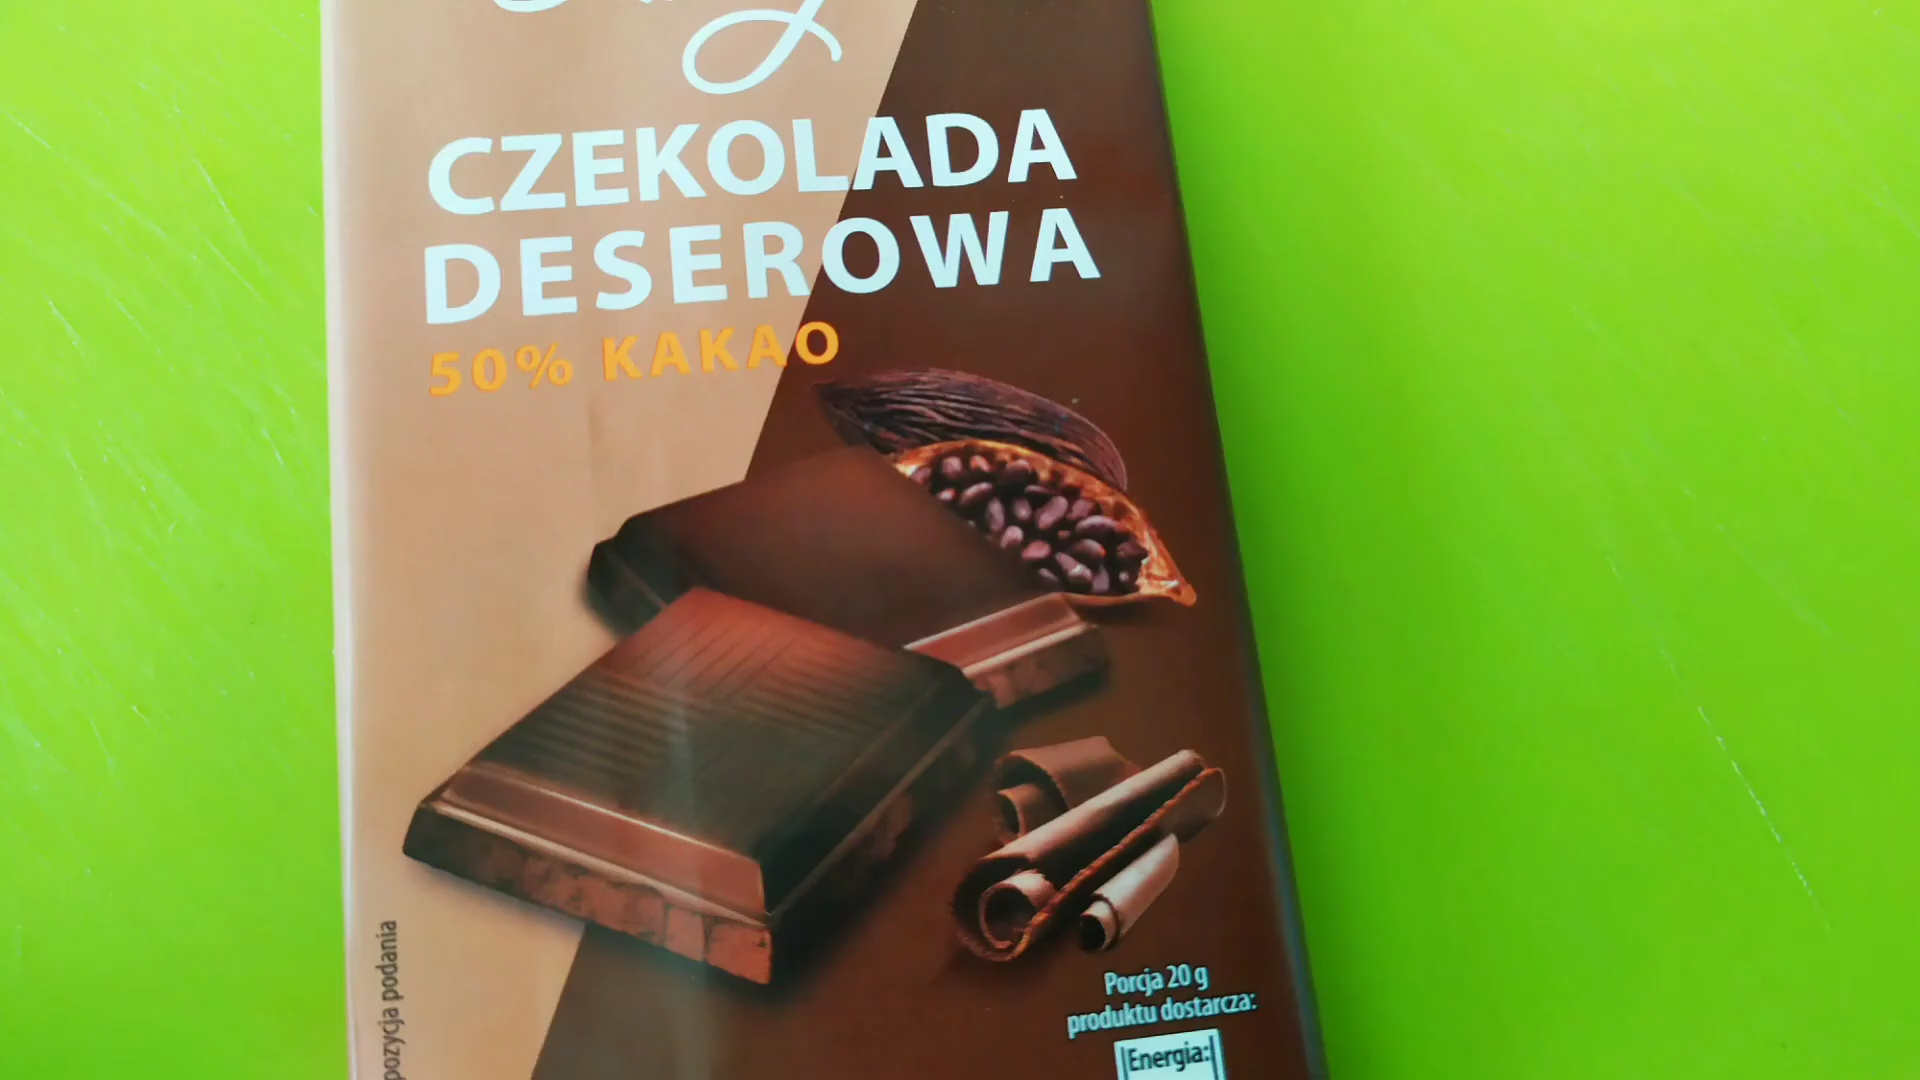 CZEKOLADA
DESEROWA
50% KAKAO
pozycja podania
Porcja 20 g
produktu dostarcza:
Energia: